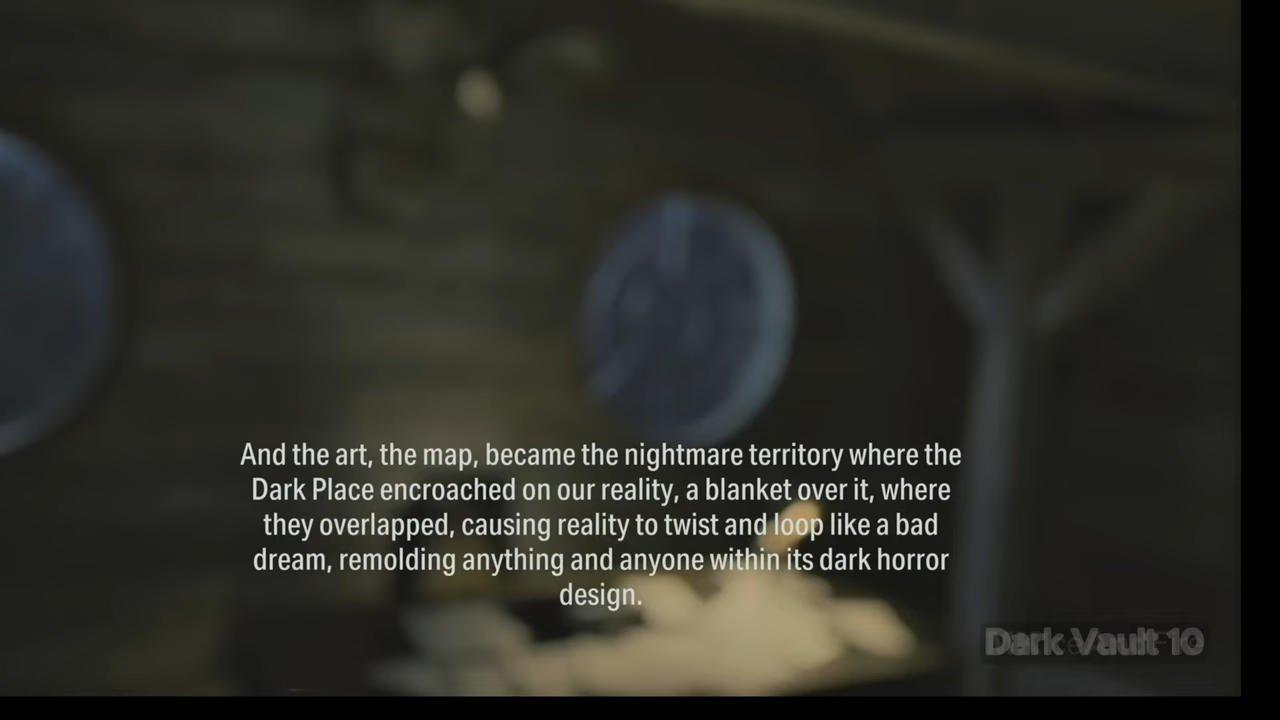 And the art, the map, became the nightmare territory where the
Dark Place encroached on our reality, a blanket over it, where
they overlapped, causing reality to twist and loop like a bad
dream, remolding anything and anyone within its dark horror
design.
Dark Vault 10